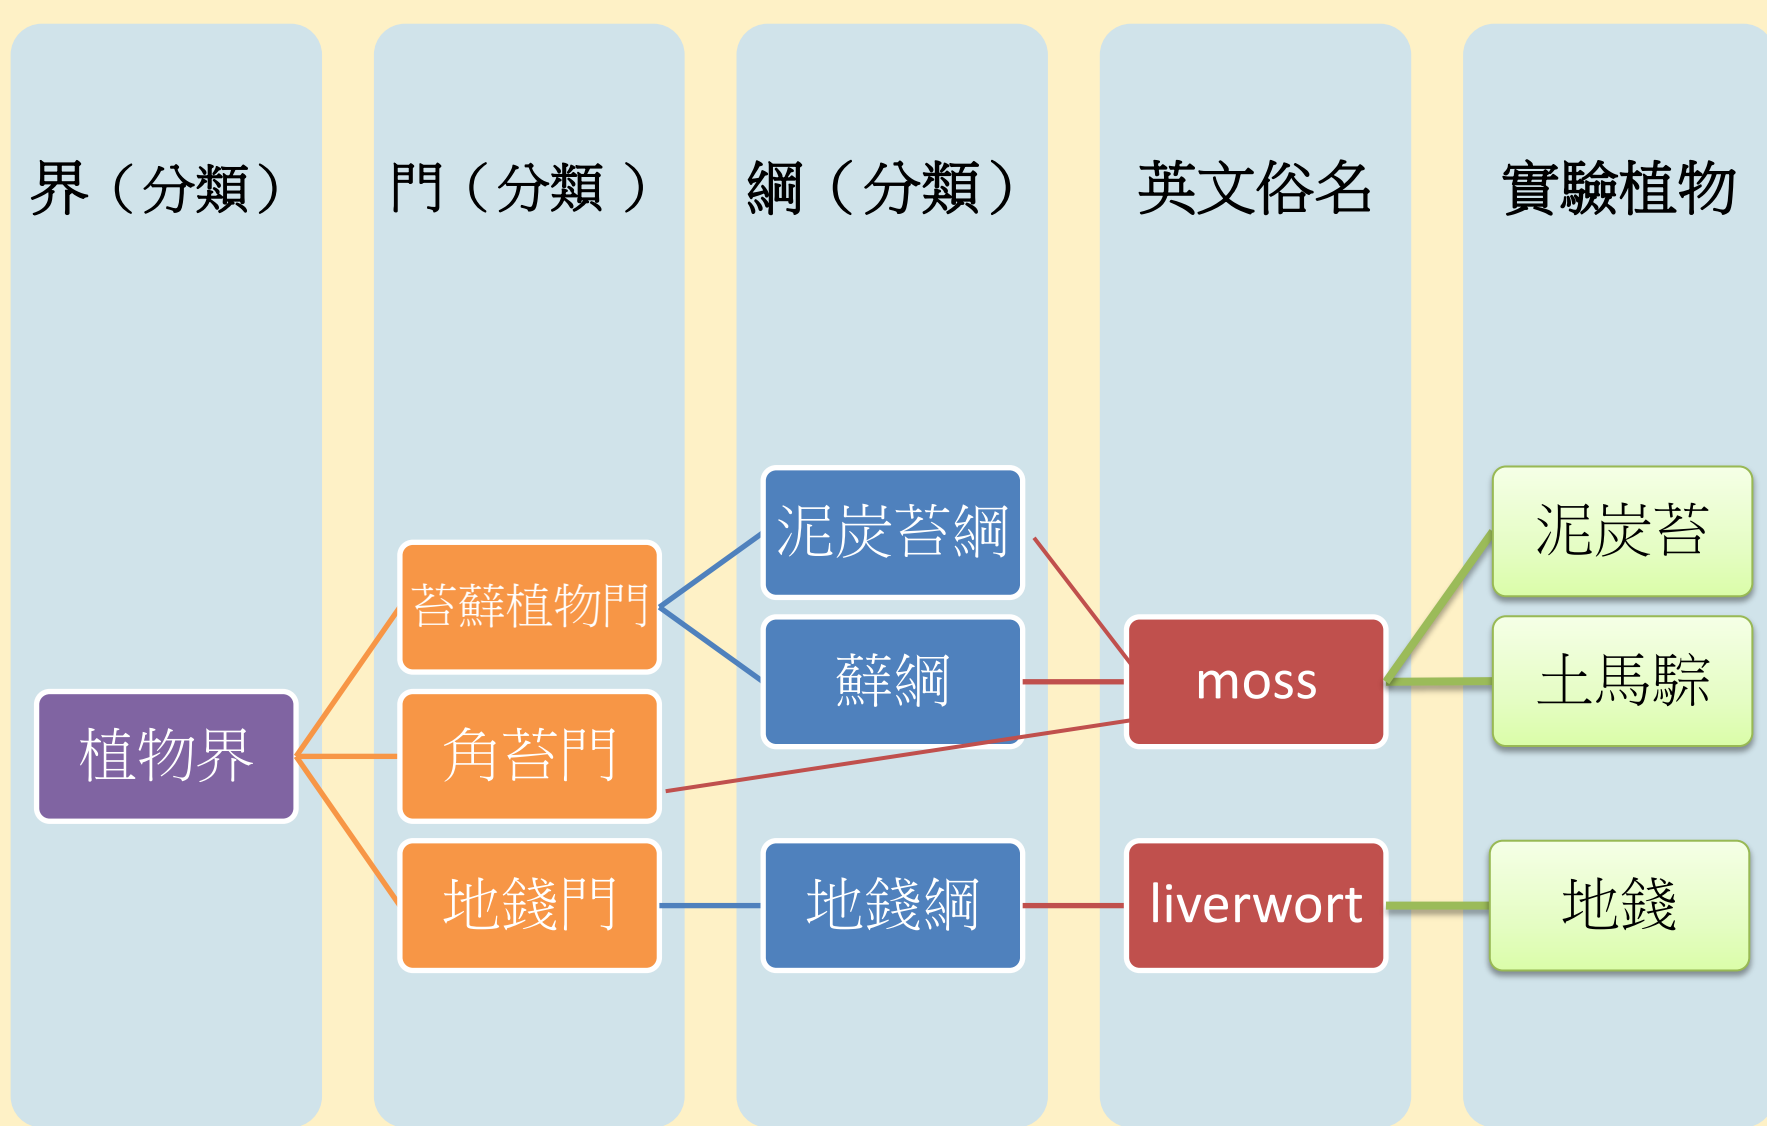 界（分類）
門（分類 ）
綱（分類）
英文俗名
實驗植物
植物界
苔蘚植物門
角苔門
地錢門
泥炭苔綱
蘚綱
地錢綱
moss
liverwort
泥炭苔
土馬騌
地錢